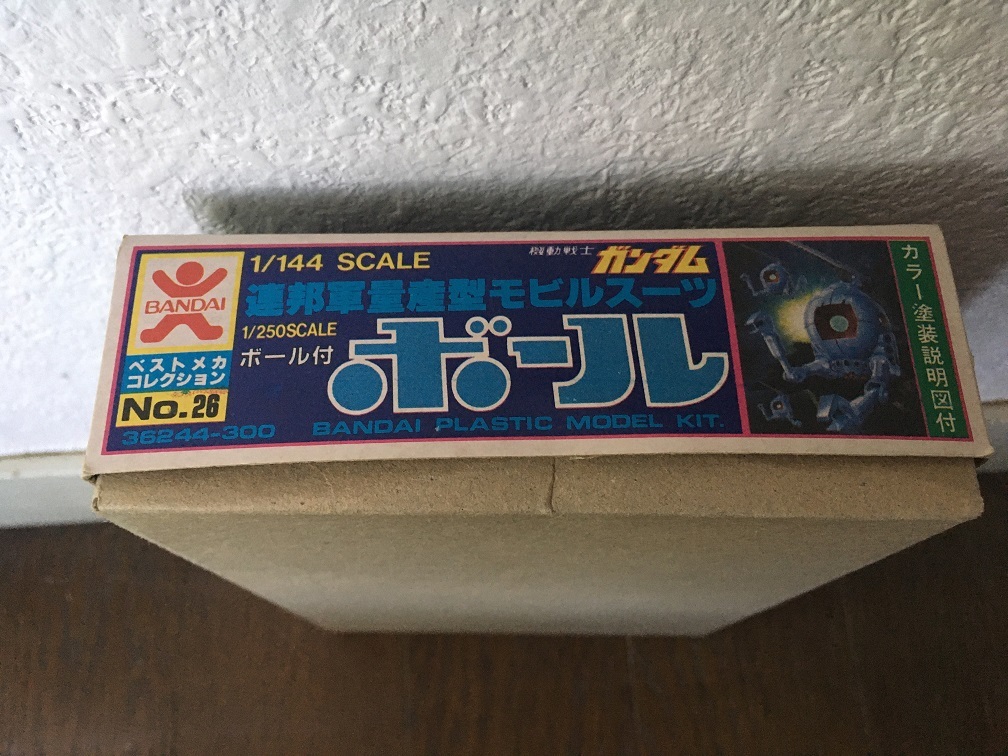 BANDAI
ベストメカ
コレクション
No.26
36244-300
1/144 SCALE
機動戦士 ガンダム
連邦軍量産型モビルスーツ
1/250SCALE
ボール付
ボール
BANDAI PLASTIC MODEL KIT.
カラー塗装説明図付